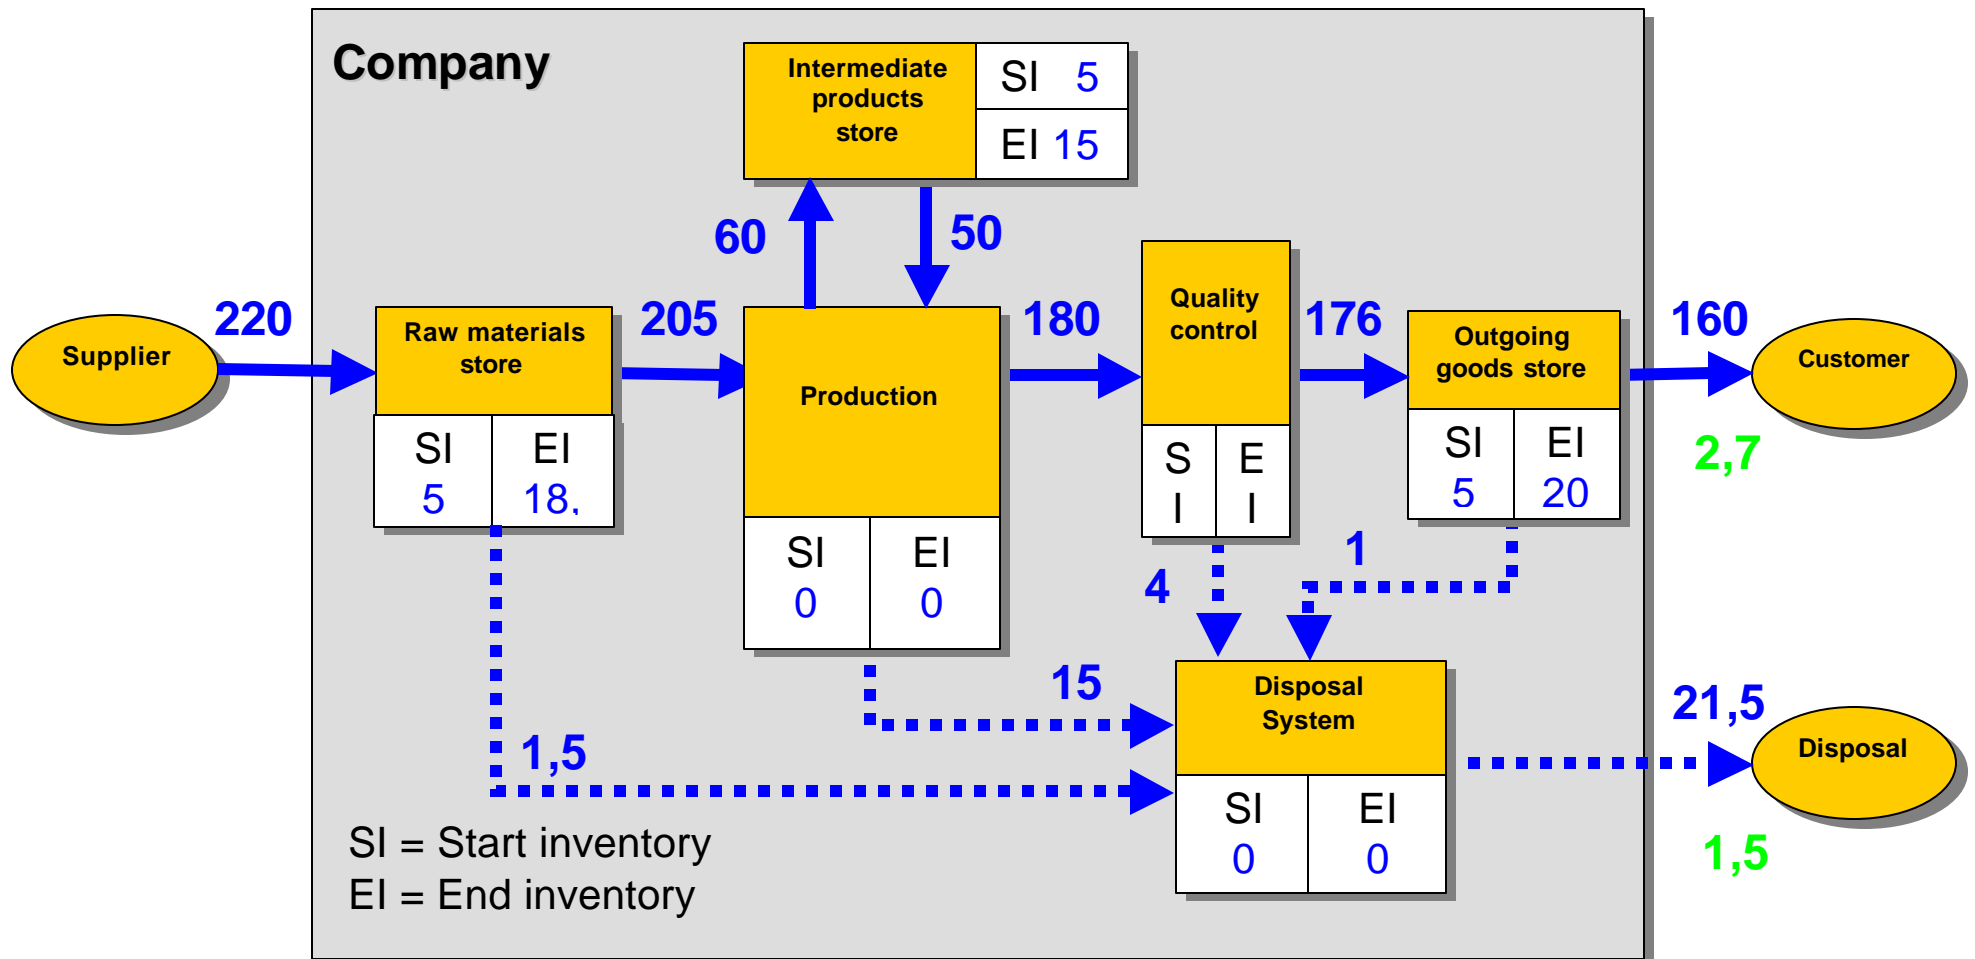 Company
Intermediate
products
store
SI 5
EI 15
60
50
Supplier
220
Raw materials
store
SI
5
EI
18,
205
Production
SI
0
EI
0
180
Quality
control
S
I
E
I
176
Outgoing
goods store
SI
5
EI
20
160
2,7
Customer
4
1
15
1,5
Disposal
System
SI
0
EI
0
21,5
1,5
Disposal
SI = Start inventory
EI = End inventory